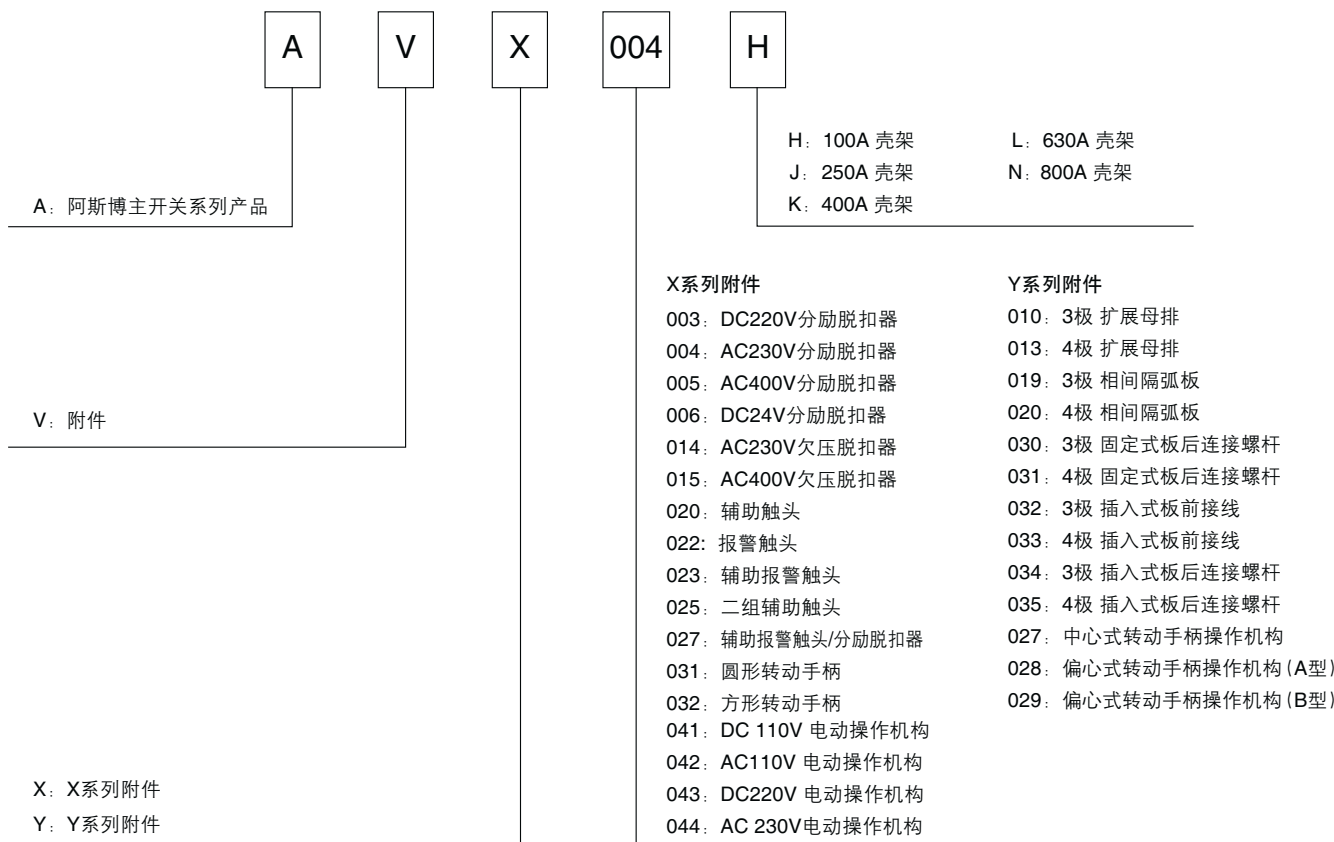 A V X 004 H
H：100A 壳架 L：630A 壳架
J：250A 壳架 N：800A 壳架
K：400A 壳架
A：阿斯博主开关系列产品
V：附件
X：X系列附件
Y：Y系列附件
X系列附件
003：DC220V分励脱扣器
004：AC230V分励脱扣器
005：AC400V分励脱扣器
006：DC24V分励脱扣器
014：AC230V欠压脱扣器
015：AC400V欠压脱扣器
020：辅助触头
022: 报警触头
023：辅助报警触头
025：二组辅助触头
027：辅助报警触头/分励脱扣器
031：圆形转动手柄
032：方形转动手柄
041：DC 110V 电动操作机构
042：AC110V 电动操作机构
043：DC220V 电动操作机构
044：AC 230V电动操作机构
Y系列附件
010：3极 扩展母排
013：4极 扩展母排
019：3极 相间隔弧板
020：4极 相间隔弧板
030：3极 固定式板后连接螺杆
031：4极 固定式板后连接螺杆
032：3极 插入式板前接线
033：4极 插入式板前接线
034：3极 插入式板后连接螺杆
035：4极 插入式板后连接螺杆
027：中心式转动手柄操作机构
028：偏心式转动手柄操作机构（A型）
029：偏心式转动手柄操作机构（B型）